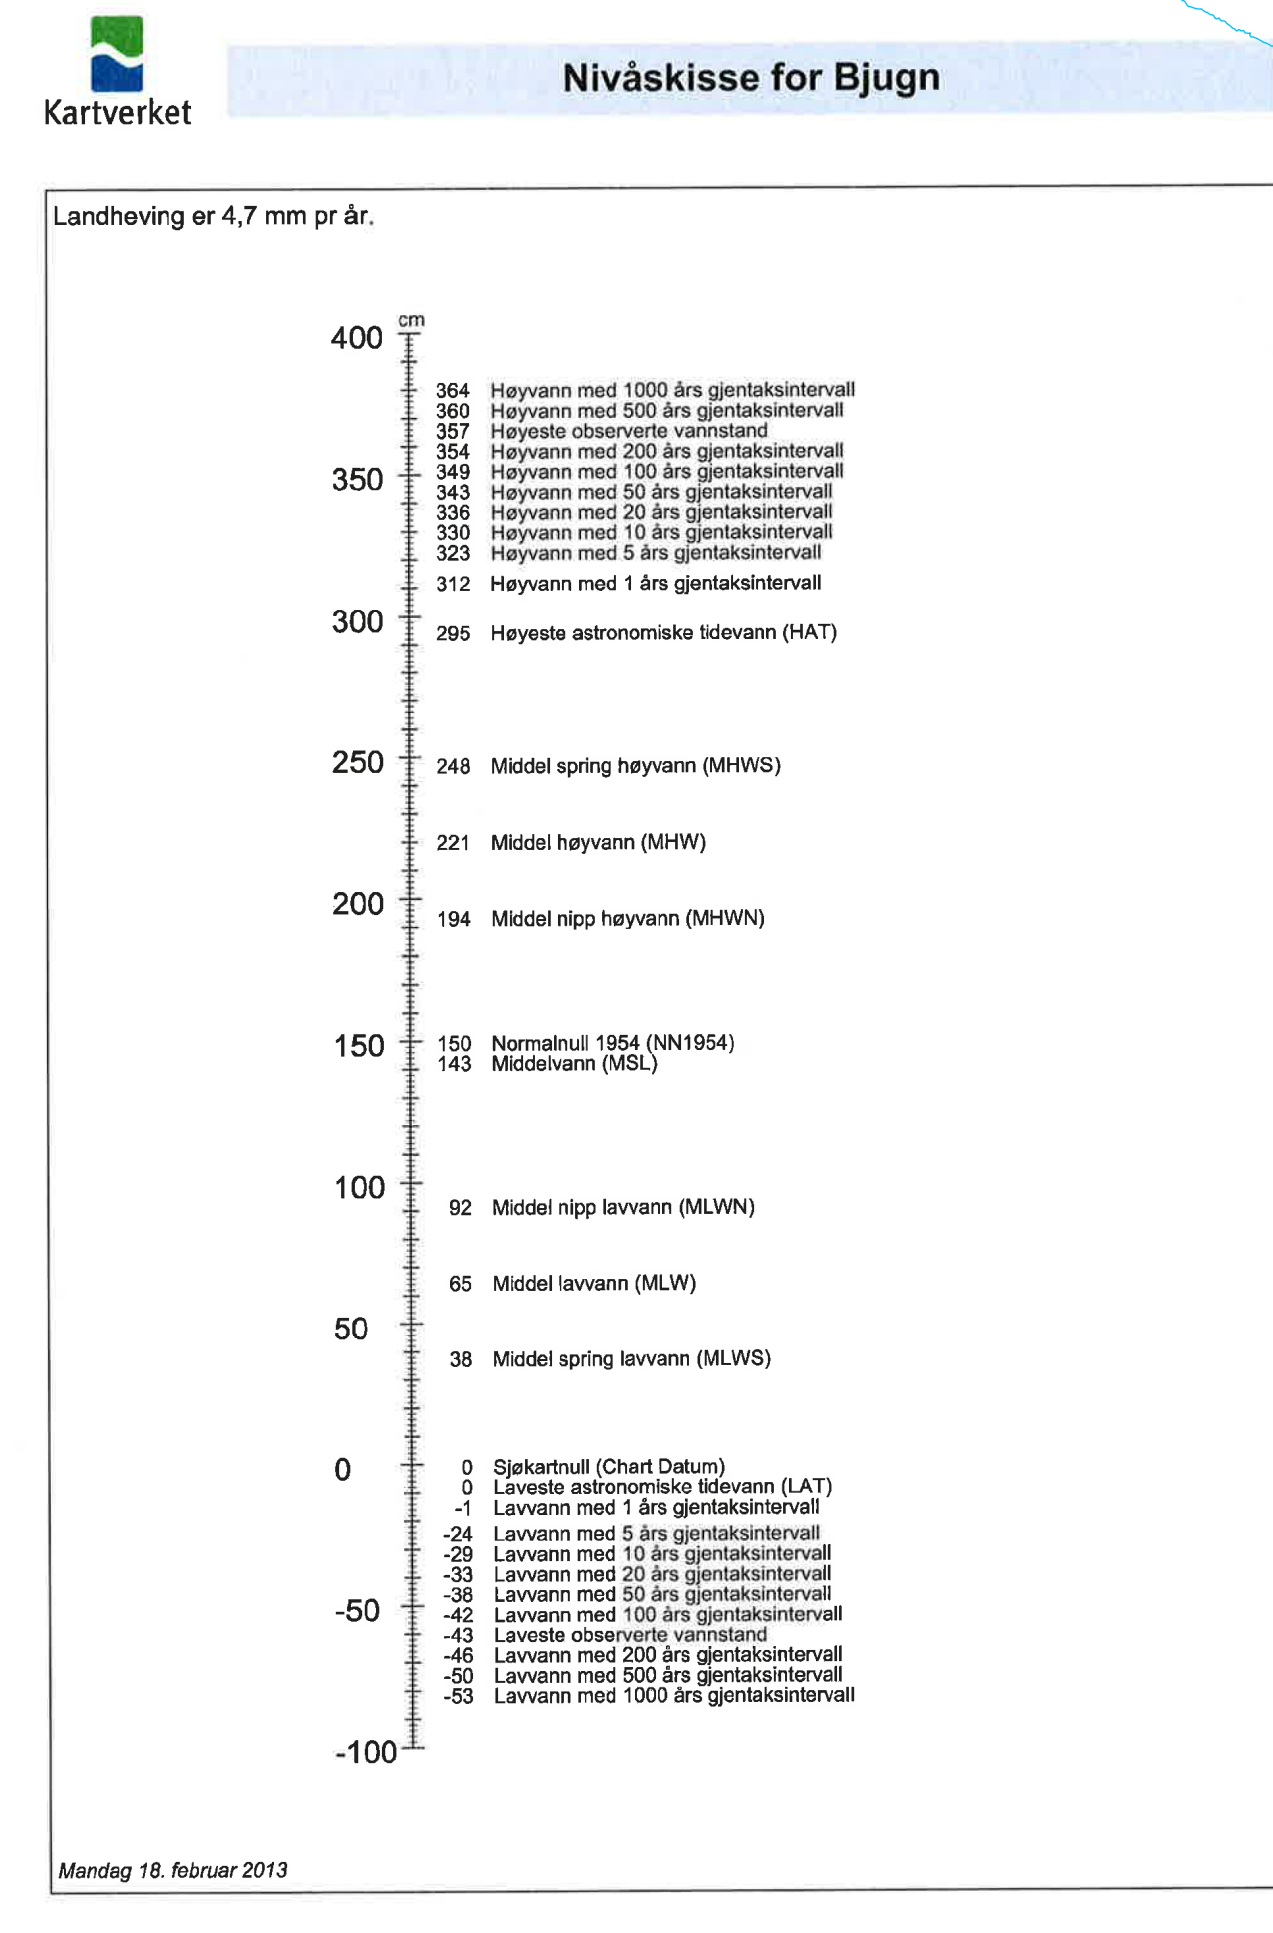 Kartverket
Nivåskisse for Bjugn
Landheving er 4,7 mm pr år.
cm
400
364 Høyvann med 1000 års gjentaksintervall
360 Høyvann med 500 års gjentaksintervall
357 Høyeste observerte vannstand
354 Høyvann med 200 års gjentaksintervall
350
349 Høyvann med 100 års gjentaksintervall
343 Høyvann med 50 års gjentaksintervall
336 Høyvann med 20 års gjentaksintervall
330 Høyvann med 10 års gjentaksintervall
323 Høyvann med 5 års gjentaksintervall
312 Høyvann med 1 års gjentaksintervall
300
295 Høyeste astronomiske tidevann (HAT)
250
248 Middel spring høyvann (MHWS)
221 Middel høyvann (MHW)
200
194 Middel nipp høyvann (MHWN)
150
150 Normalnull 1954 (NN1954)
143 Middelvann (MSL)
100
92 Middel nipp lavvann (MLWN)
65 Middel lavvann (MLW)
50
38 Middel spring lavvann (MLWS)
0
0 Sjøkartnull (Chart Datum)
0 Laveste astronomiske tidevann (LAT)
-1 Lavvann med 1 års gjentaksintervall
-24 Lavvann med 5 års gjentaksintervall
-29 Lavvann med 10 års gjentaksintervall
-33 Lavvann med 20 års gjentaksintervall
-38 Lavvann med 50 års gjentaksintervall
-50
-42 Lavvann med 100 års gjentaksintervall
-43 Laveste observerte vannstand
-46 Lavvann med 200 års gjentaksintervall
-50 Lavvann med 500 års gjentaksintervall
-53 Lavvann med 1000 års gjentaksintervall
-100
Mandag 18. februar 2013